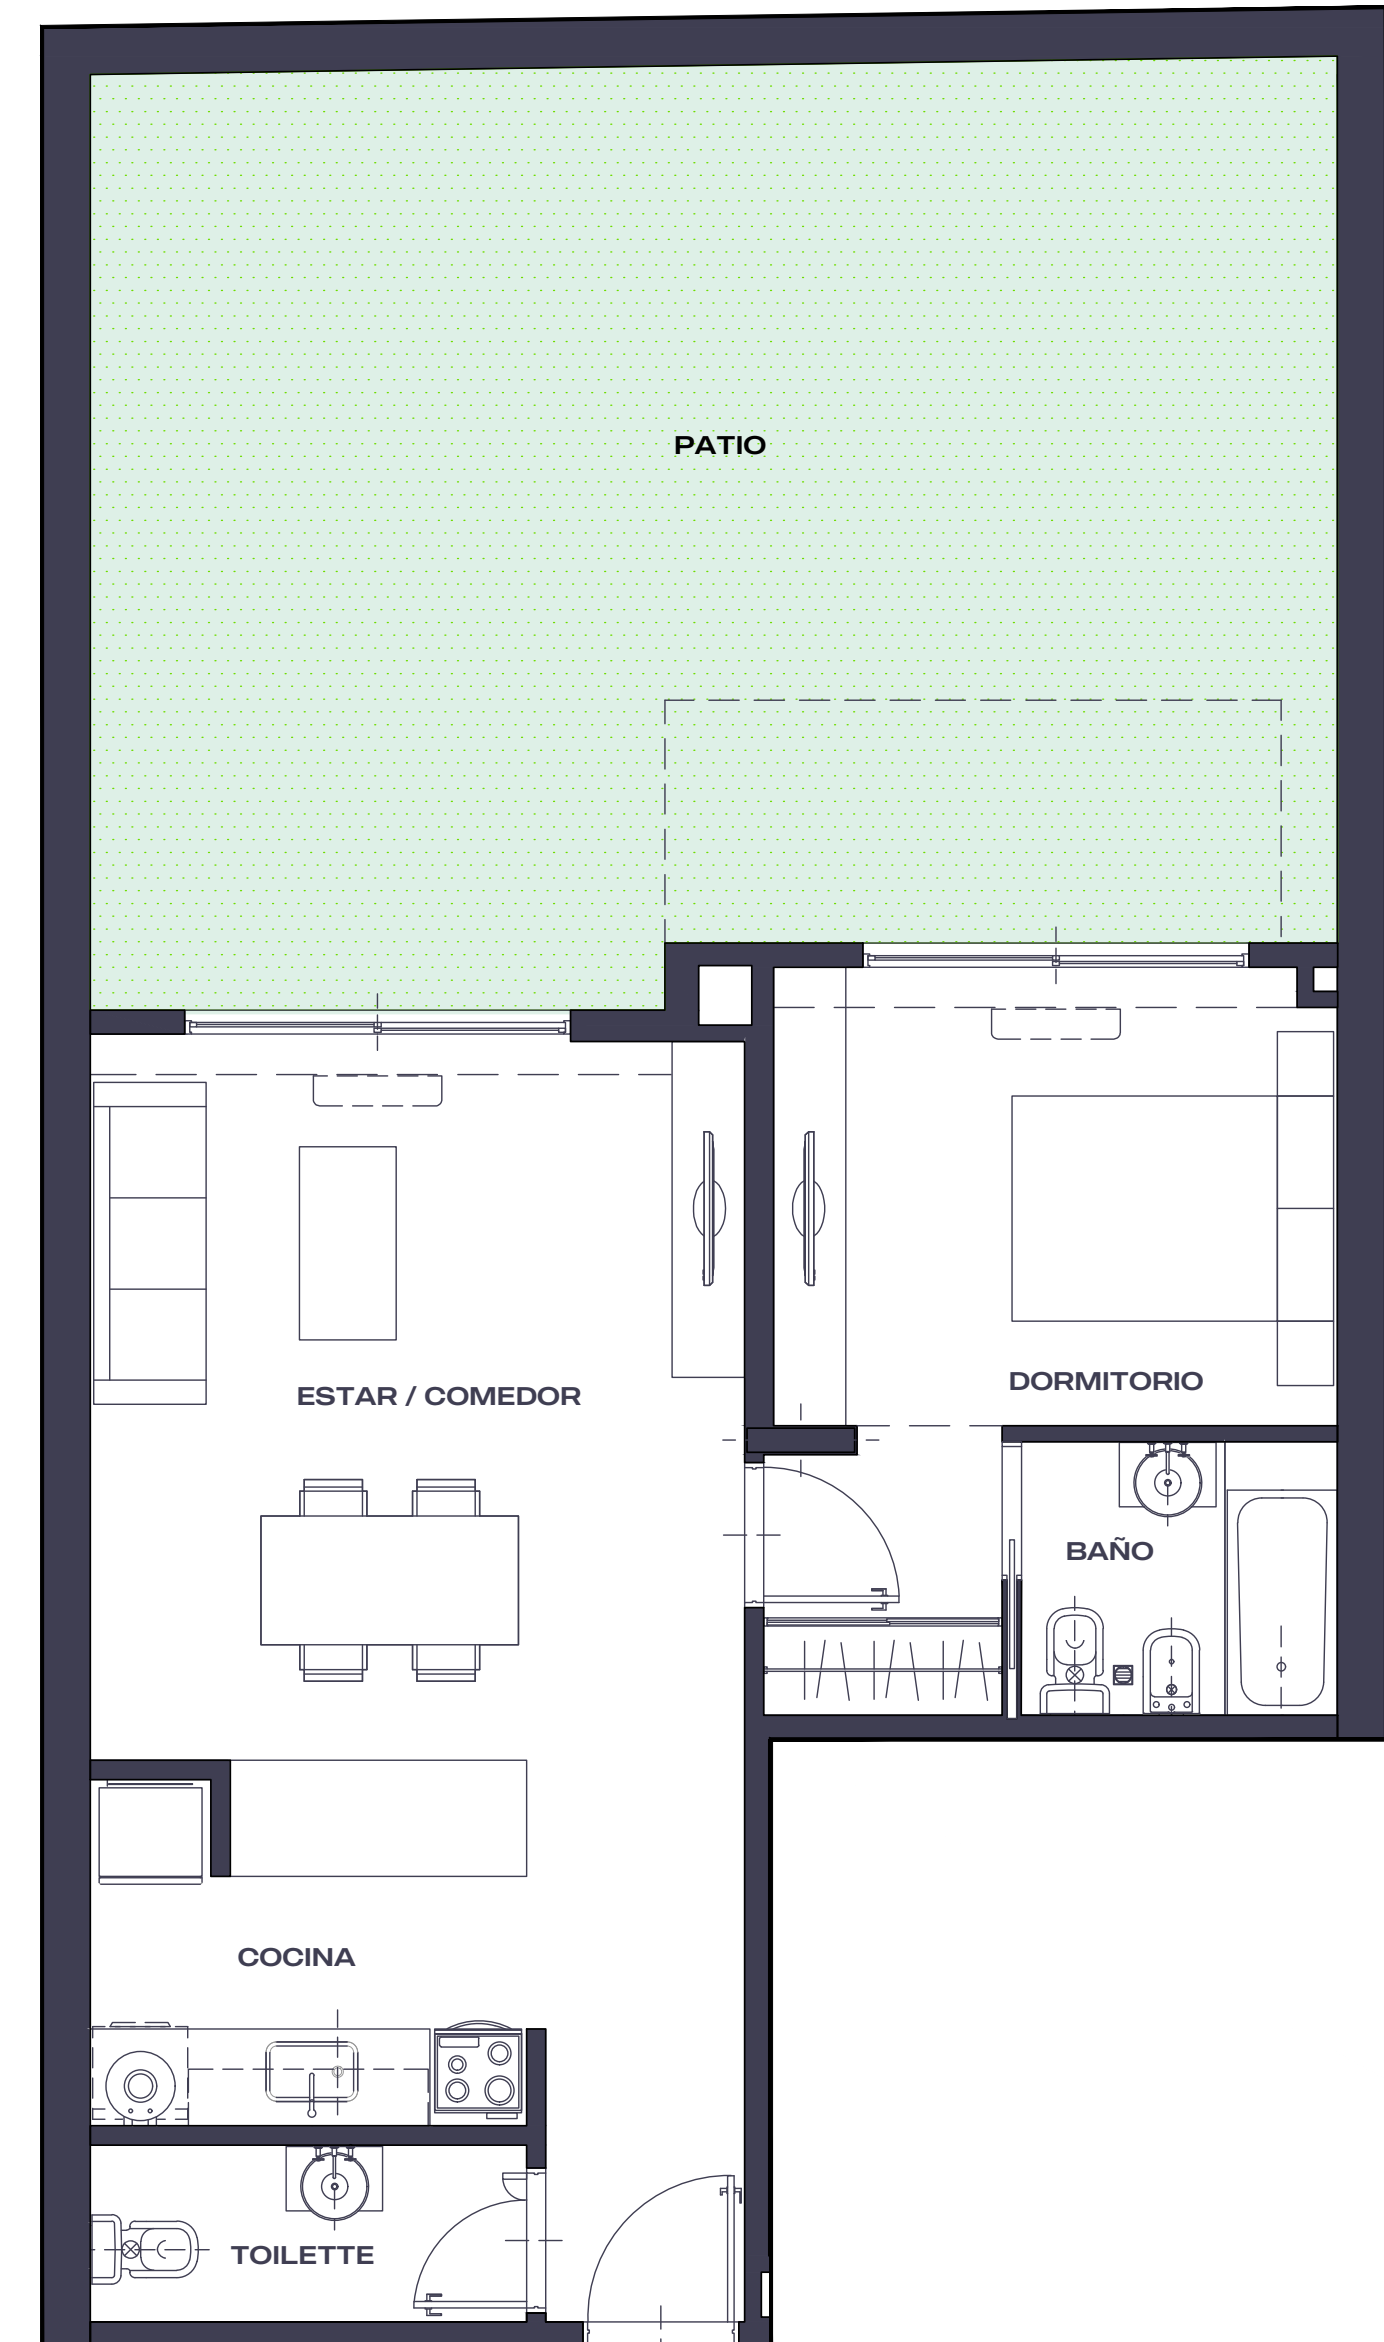 PATIO
DORMITORIO
ESTAR / COMEDOR
BAÑO
COCINA
TOILETTE